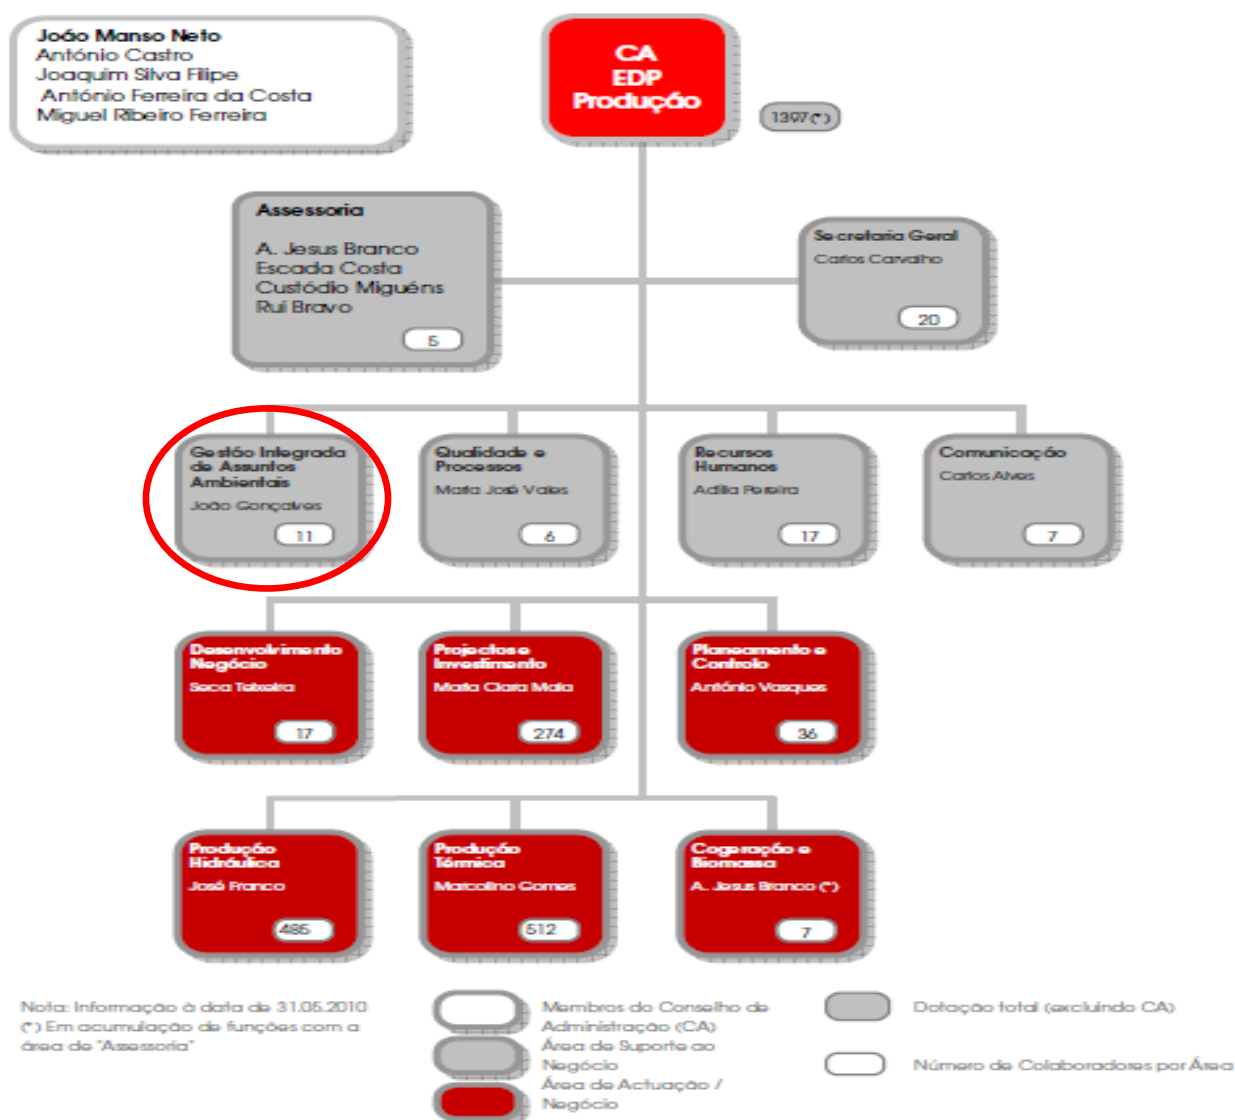 João Manso Neto
António Castro
Joaquim Silva Filipe
António Ferreira da Costa
Miguel Ribeiro Ferreira
CA
EDP
Produção
1397(*)
Assessoria
A. Jesus Branco
Escada Costa
Custódio Miguéns
Rui Bravo
5
Secretaria Geral
Carlos Carvalho
20
Gestão Integrada
de Assuntos
Ambientais
João Gonçalves
11
Qualidade e
Processos
Maria José Vales
6
Recursos
Humanos
Adília Pereira
17
Comunicação
Carlos Alves
7
Desenvolvimento
Negócio
Seca Teixeira
17
Projectos e
Investimento
Maria Clara Maia
274
Planeamento e
Controlo
António Vasques
36
Produção
Hidráulica
José Franco
485
Produção
Térmica
Marcolino Gomes
512
Cogeração e
Biomassa
A. Jesus Branco (*)
7
Nota: Informação à data de 31.05.2010
(*) Em acumulação de funções com a
área de "Assessoria"
Membros do Conselho de
Administração (CA)
Área de Suporte ao
Negócio
Área de Actuação /
Negócio
Dotação total (excluindo CA)
Número de Colaboradores por Área